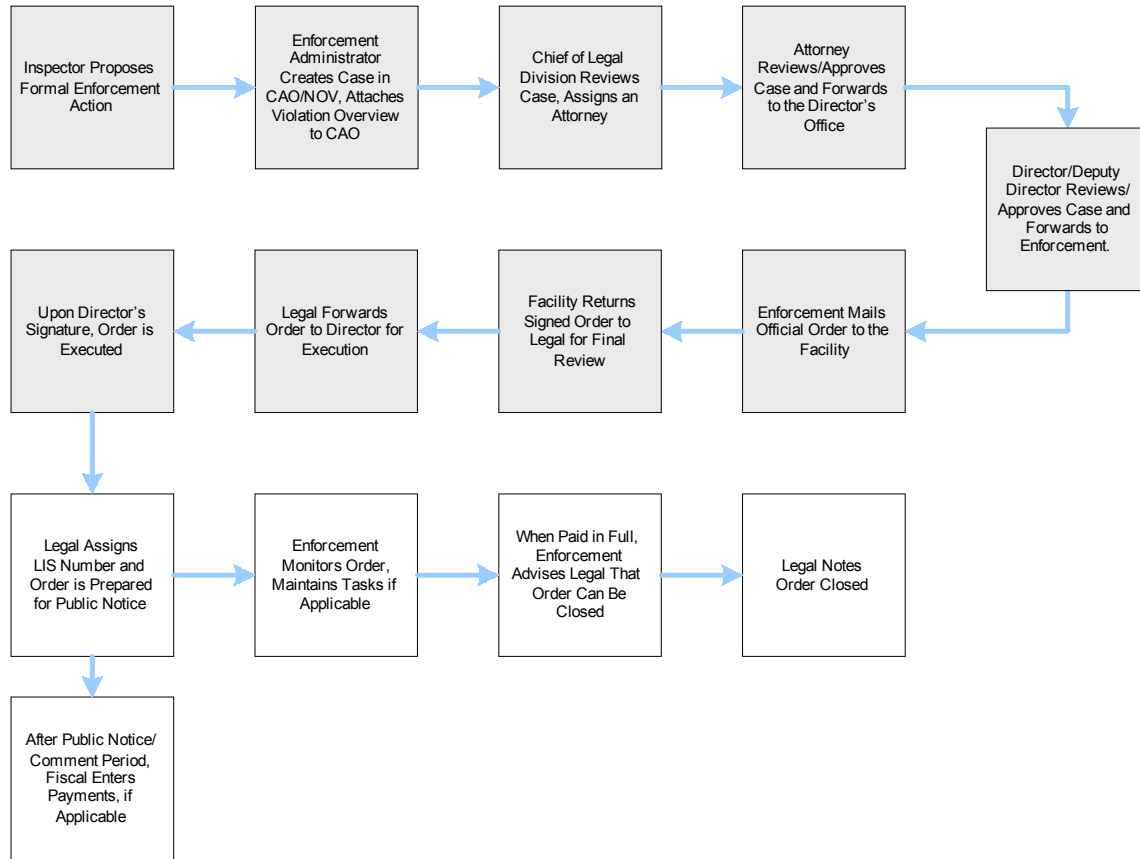 Inspector Proposes
Formal Enforcement
Action
Enforcement
Administrator
Creates Case in
CAO/NOV, Attaches
Violation Overview
to CAO
Chief of Legal
Division Reviews
Case, Assigns an
Attorney
Attorney
Reviews/Approves
Case and Forwards
to the Director's
Office
Director/Deputy
Director Reviews/
Approves Case and
Forwards to
Enforcement.
Enforcement Mails
Official Order to the
Facility
Facility Returns
Signed Order to
Legal for Final
Review
Legal Forwards
Order to Director for
Execution
Upon Director's
Signature, Order is
Executed
Legal Assigns
LIS Number and
Order is Prepared
for Public Notice
Enforcement
Monitors Order,
Maintains Tasks if
Applicable
When Paid in Full,
Enforcement
Advises Legal That
Order Can Be
Closed
Legal Notes
Order Closed
After Public Notice/
Comment Period,
Fiscal Enters
Payments, if
Applicable